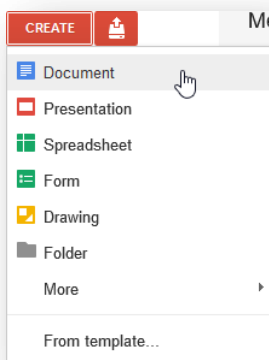 CREATE
Me
Document
Presentation
Spreadsheet
Form
Drawing
Folder
More
From template...